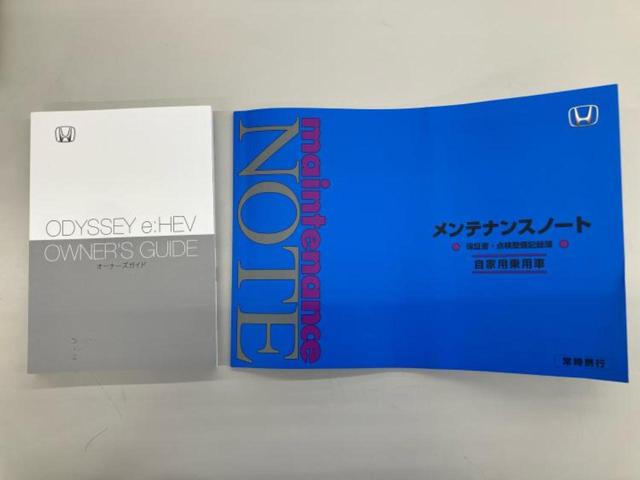 ODYSSEY e:HEV
OWNER'S GUIDE
オーナーズガイド
maintenance
NOTE
メンテナンスノート
保証書・点検整備記録簿
自家用乗用車
常時携行